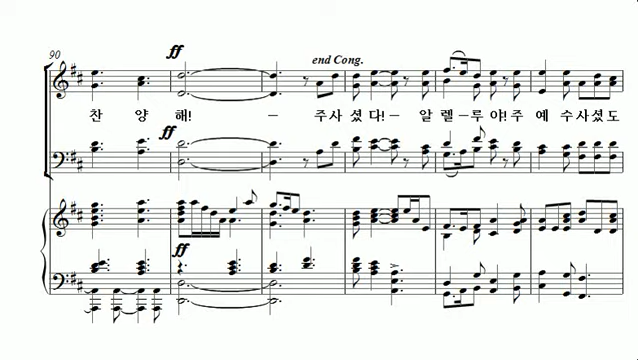 90
ff
end Cong.
찬 양 해! – 주사 셨 다!– 알 렐–루 야!주 예 수사셨도
ff
ff